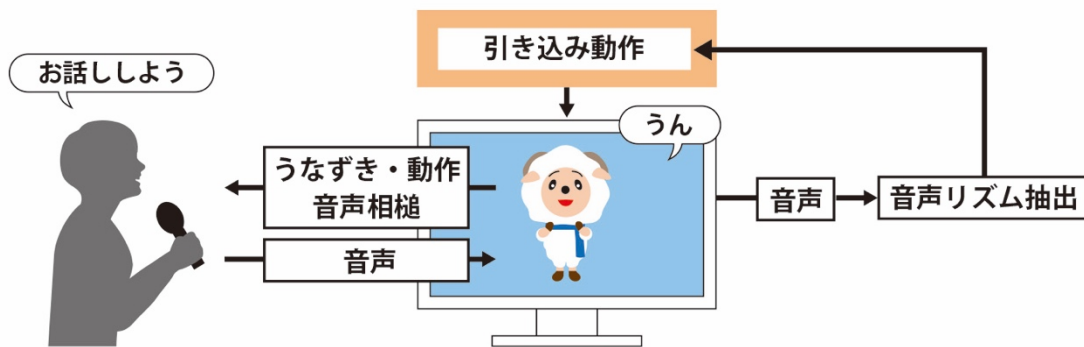 引き込み動作
お話ししよう
うん
うなずき・動作
音声相槌
音声
音声
音声リズム抽出